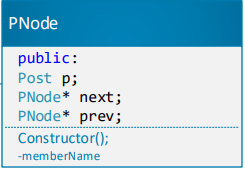 PNode
public:
Post p;
PNode* next;
PNode* prev;
Constructor();
-memberName